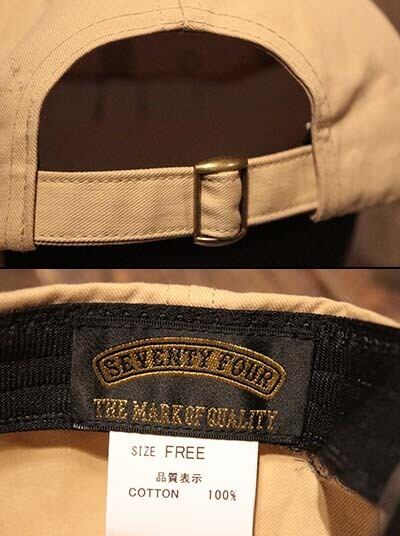 SEVENTY FOUR
THE MARK OF QUALITY
SIZE FREE
品質表示
COTTON 100%